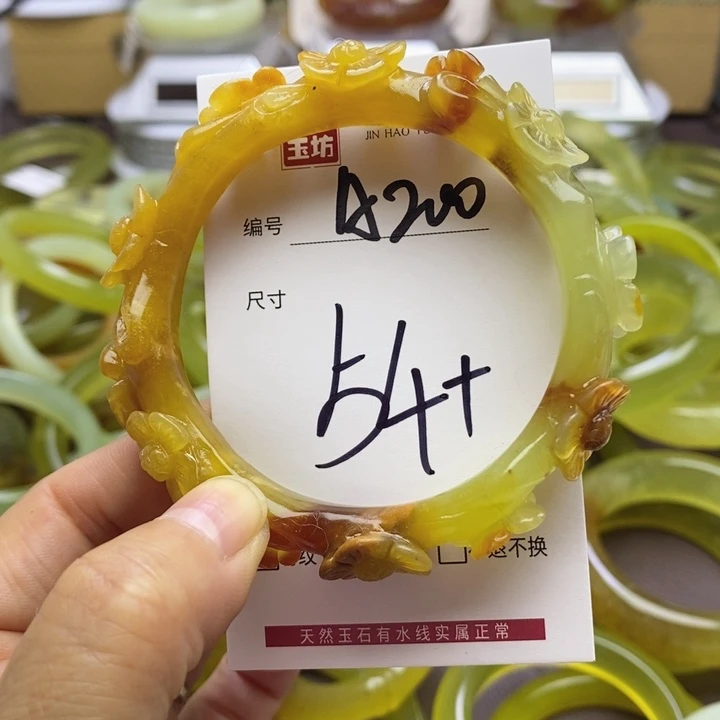 玉坊
JIN HAO
编号 A200
尺寸
54+
纹
不换
天然玉石有水线实属正常